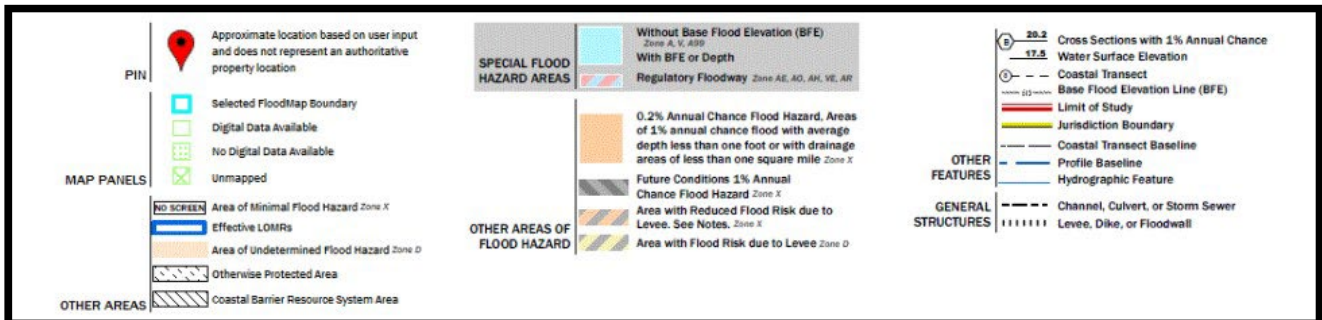 PIN
Approximate location based on user input
and does not represent an authoritative
property location
MAP PANELS
Selected FloodMap Boundary
Digital Data Available
No Digital Data Available
Unmapped
OTHER AREAS
NO SCREEN Area of Minimal Flood Hazard Zone X
Effective LOMRs
Area of Undetermined Flood Hazard Zone D
Otherwise Protected Area
Coastal Barrier Resource System Area
SPECIAL FLOOD
HAZARD AREAS
Without Base Flood Elevation (BFE)
Zone A, V, A99
With BFE or Depth
Regulatory Floodway Zone AE, AO, AH, VE, AR
OTHER AREAS OF
FLOOD HAZARD
0.2% Annual Chance Flood Hazard, Areas
of 1% annual chance flood with average
depth less than one foot or with drainage
areas of less than one square mile Zone X
Future Conditions 1% Annual
Chance Flood Hazard Zone X
Area with Reduced Flood Risk due to
Levee. See Notes. Zone X
Area with Flood Risk due to Levee Zone D
OTHER
FEATURES
B 20.2 Cross Sections with 1% Annual Chance
17.5 Water Surface Elevation
8 Coastal Transect
513 Base Flood Elevation Line (BFE)
Limit of Study
Jurisdiction Boundary
Coastal Transect Baseline
Profile Baseline
Hydrographic Feature
GENERAL
STRUCTURES
Channel, Culvert, or Storm Sewer
Levee, Dike, or Floodwall